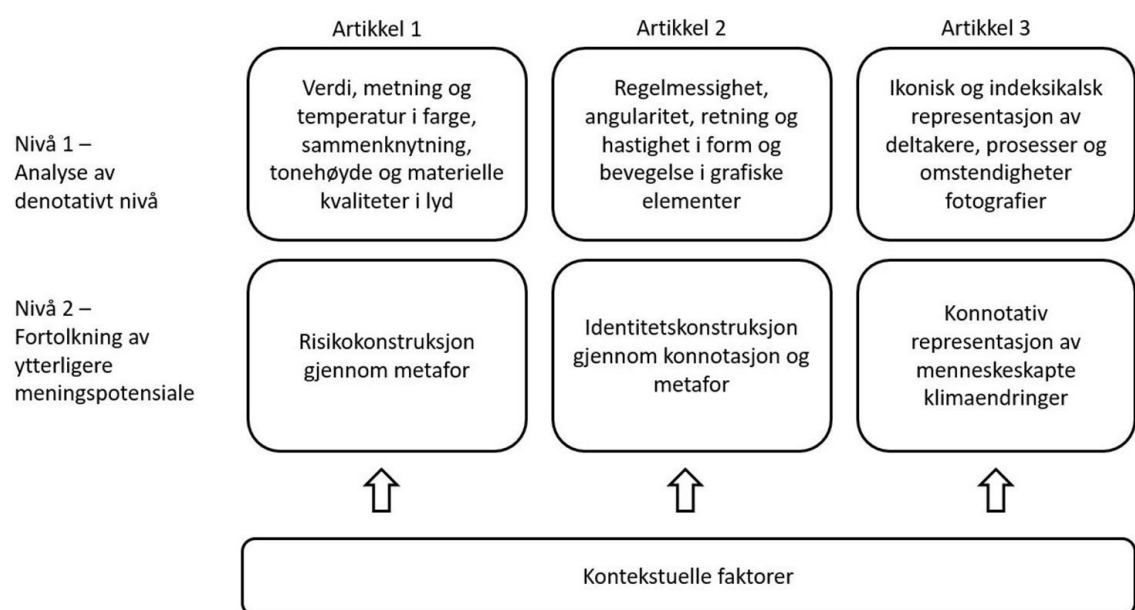 Artikkel 1
Artikkel 2
Artikkel 3
Nivå 1 –
Analyse av
denotativt nivå
Verdi, metning og
temperatur i farge,
sammenknytning,
tonehøyde og materielle
kvaliteter i lyd
Regelmessighet,
angularitet, retning og
hastighet i form og
bevegelse i grafiske
elementer
Ikonisk og indeksikalsk
representasjon av
deltakere, prosesser og
omstendigheter
fotografier
Nivå 2 –
Fortolkning av
ytterligere
meningspotensiale
Risikokonstruksjon
gjennom metafor
Identitetskonstruksjon
gjennom konnotasjon og
metafor
Konnotativ
representasjon av
menneskeskapte
klimaendringer
Kontekstuelle faktorer